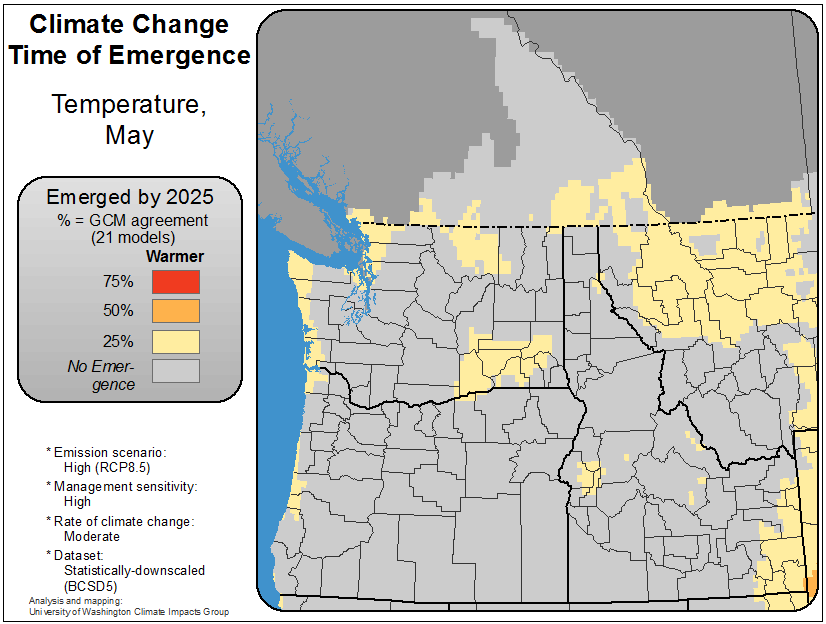 Climate Change
Time of Emergence
Temperature,
May
Emerged by 2025
% = GCM agreement
(21 models)
Warmer
75%
50%
25%
No Emer-
gence
* Emission scenario:
High (RCP8.5)
* Management sensitivity:
High
* Rate of climate change:
Moderate
* Dataset:
Statistically-downscaled
(BCSD5)
Analysis and mapping:
University of Washington Climate Impacts Group